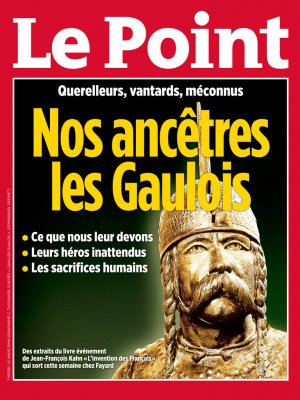 Le Point
Querelleurs, vantards, méconnus
Nos ancêtres
les Gaulois
• Ce que nous leur devons
• Leurs héros inattendus
• Les sacrifices humains
Des extraits du livre événement
de Jean-François Kahn « L'invention des Français »,
qui sort cette semaine chez Fayard